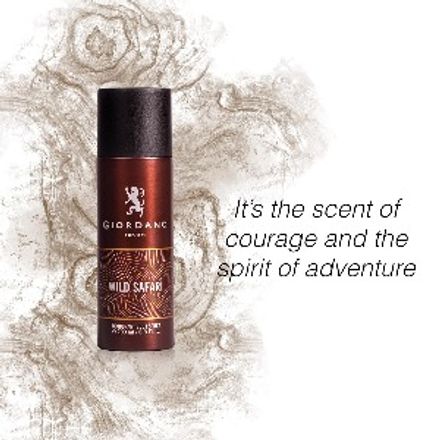 GIORDANO
WILD SAFARI
It's the scent of
courage and the
spirit of adventure